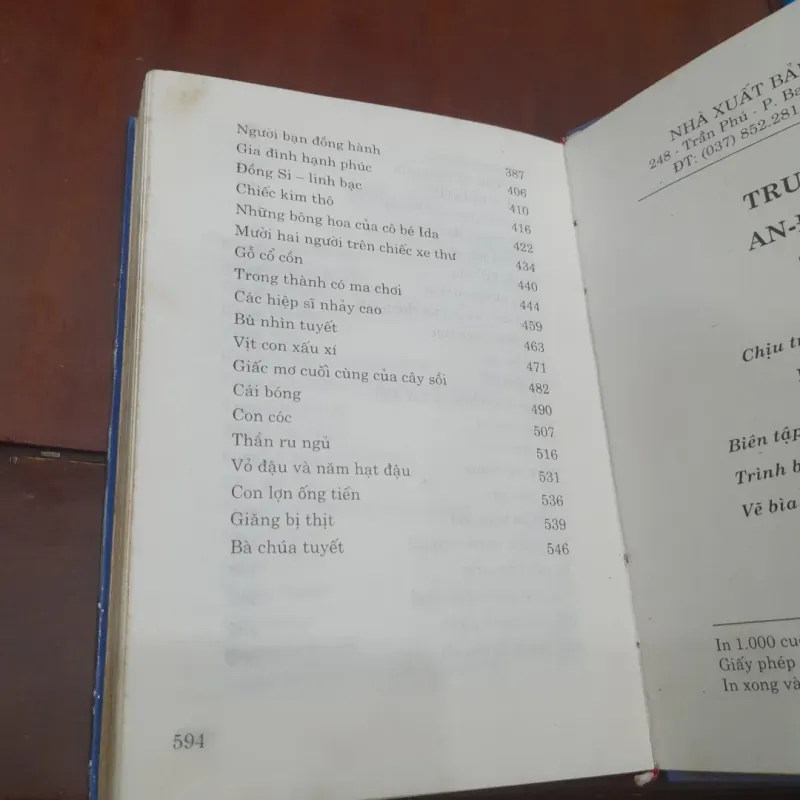 Người bạn đồng hành 387
Gia đình hạnh phúc 406
Đồng Si – linh bạc 410
Chiếc kim thô 416
Những bông hoa của cô bé Ida 422
Mười hai người trên chiếc xe thư 434
Gỗ cổ cồn 440
Trong thành có ma chơi 444
Các hiệp sĩ nhảy cao 459
Bù nhìn tuyết 463
Vịt con xấu xí 471
Giấc mơ cuối cùng của cây sồi 482
Cái bóng 490
Con cóc 507
Thần ru ngủ 516
Vỏ đậu và năm hạt đậu 531
Con lợn ống tiền 536
Giăng bị thịt 539
Bà chúa tuyết 546
594
NHÀ XUẤT BẢN
248 - Trần Phú - P. Ba
ĐT: (037) 852.281
TRU
AN-
Chịu tr
Biên tập
Trình b
Vẽ bìa
In 1.000 cu
Giấy phép
In xong và